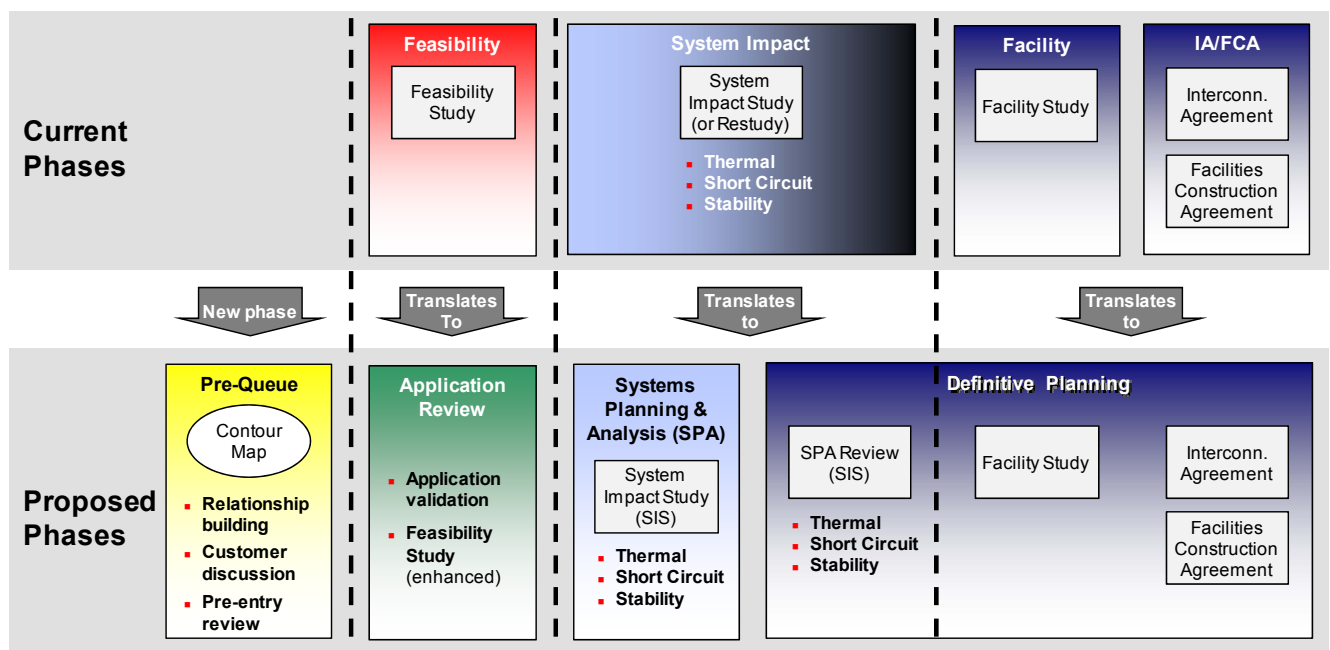 Current
Phases
Feasibility
Feasibility
Study
System Impact
System
Impact Study
(or Restudy)
Thermal
Short Circuit
Stability
Facility
Facility Study
IA/FCA
Interconn.
Agreement
Facilities
Construction
Agreement
New phase
Translates
To
Translates
to
Translates
to
Proposed
Phases
Pre-Queue
Contour
Map
Relationship
building
Customer
discussion
Pre-entry
review
Application
Review
Application
validation
Feasibility
Study
(enhanced)
Systems
Planning &
Analysis (SPA)
System
Impact Study
(SIS)
Thermal
Short Circuit
Stability
Definitive Planning
SPA Review
(SIS)
Thermal
Short Circuit
Stability
Facility Study
Interconn.
Agreement
Facilities
Construction
Agreement